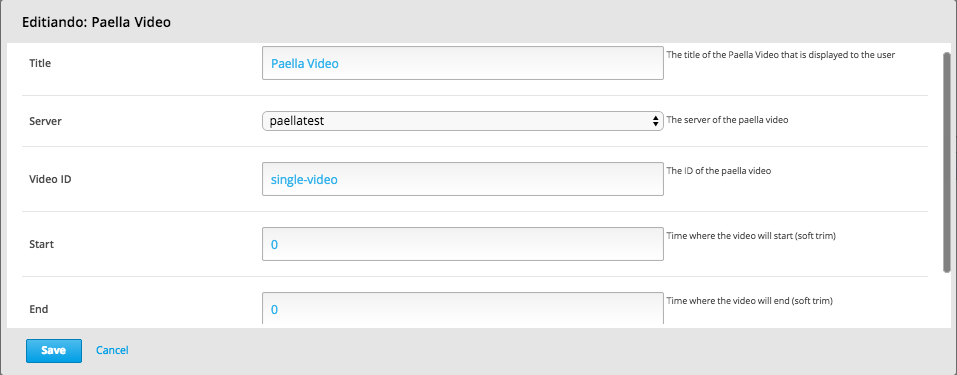 Editiando: Paella Video
Title
Paella Video
The title of the Paella Video that is displayed to the user
Server
paellatest
The server of the paella video
Video ID
single-video
The ID of the paella video
Start
0
Time where the video will start (soft trim)
End
0
Time where the video will end (soft trim)
Save Cancel